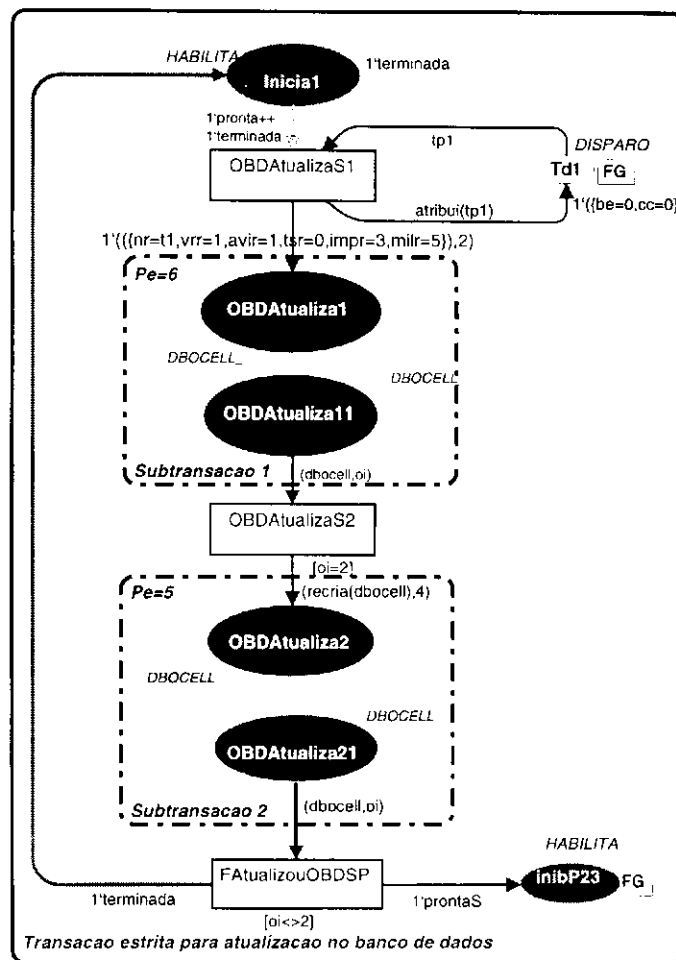 HABILITA
Inicia1
1'terminada
1'pronta++
1'terminada
tp1
DISPARO
OBDAtualizaS1
Td1
FG
atribui(tp1)
1'({be=0,cc=0}
1'(({nr=t1,vrr=1,avir=1,tsr=0,impr=3,milr=5}),2)
Pe=6
OBDAtualiza1
DBOCELL_
DBOCELL
OBDAtualiza11
Subtransacao 1
(dbocell,oi)
OBDAtualizaS2
[oi=2]
Pe=5
(recria(dbocell),4)
OBDAtualiza2
DBOCELL
DBOCELL
OBDAtualiza21
Subtransacao 2
(dbocell,oi)
HABILITA
FAtualizouOBDSP
inibP23
FG
1'terminada
1'prontaS
[oi<>2]
Transacao estrita para atualizacao no banco de dados